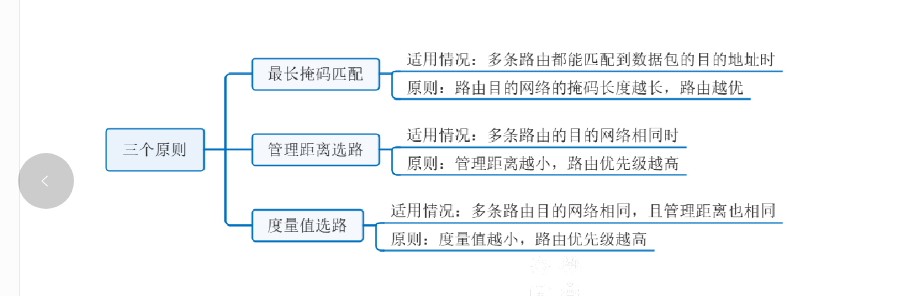 三个原则
最长掩码匹配
适用情况：多条路由都能匹配到数据包的目的地址时
原则：路由目的网络的掩码长度越长，路由越优
管理距离选路
适用情况：多条路由的目的网络相同时
原则：管理距离越小，路由优先级越高
度量值选路
适用情况：多条路由目的网络相同，且管理距离也相同
原则：度量值越小，路由优先级越高